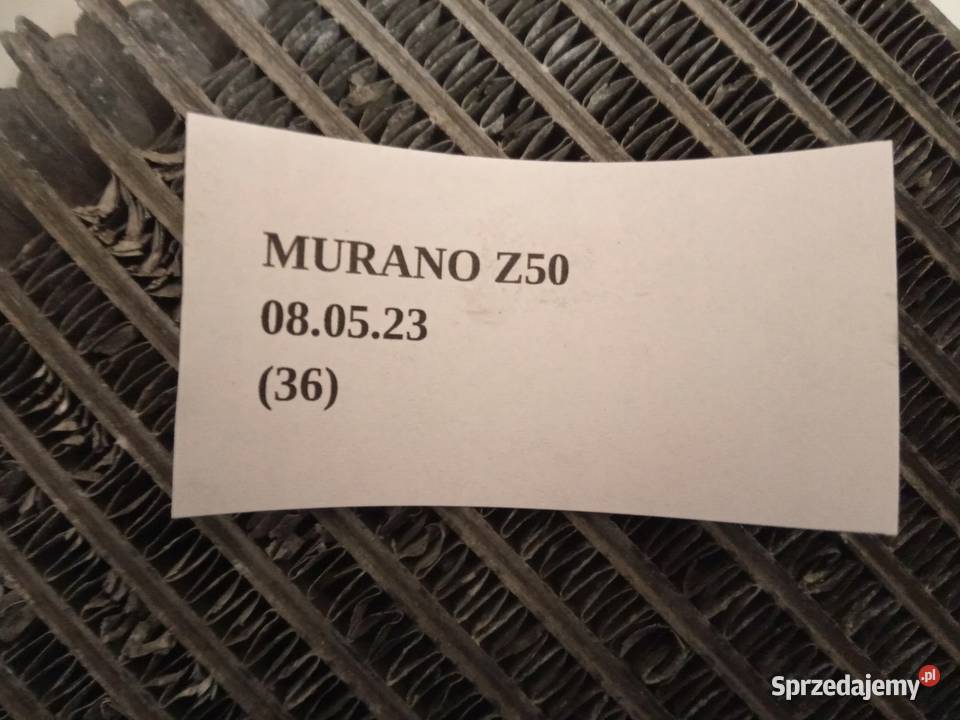 MURANO Z50
08.05.23
(36)
Sprzedajemy.pl